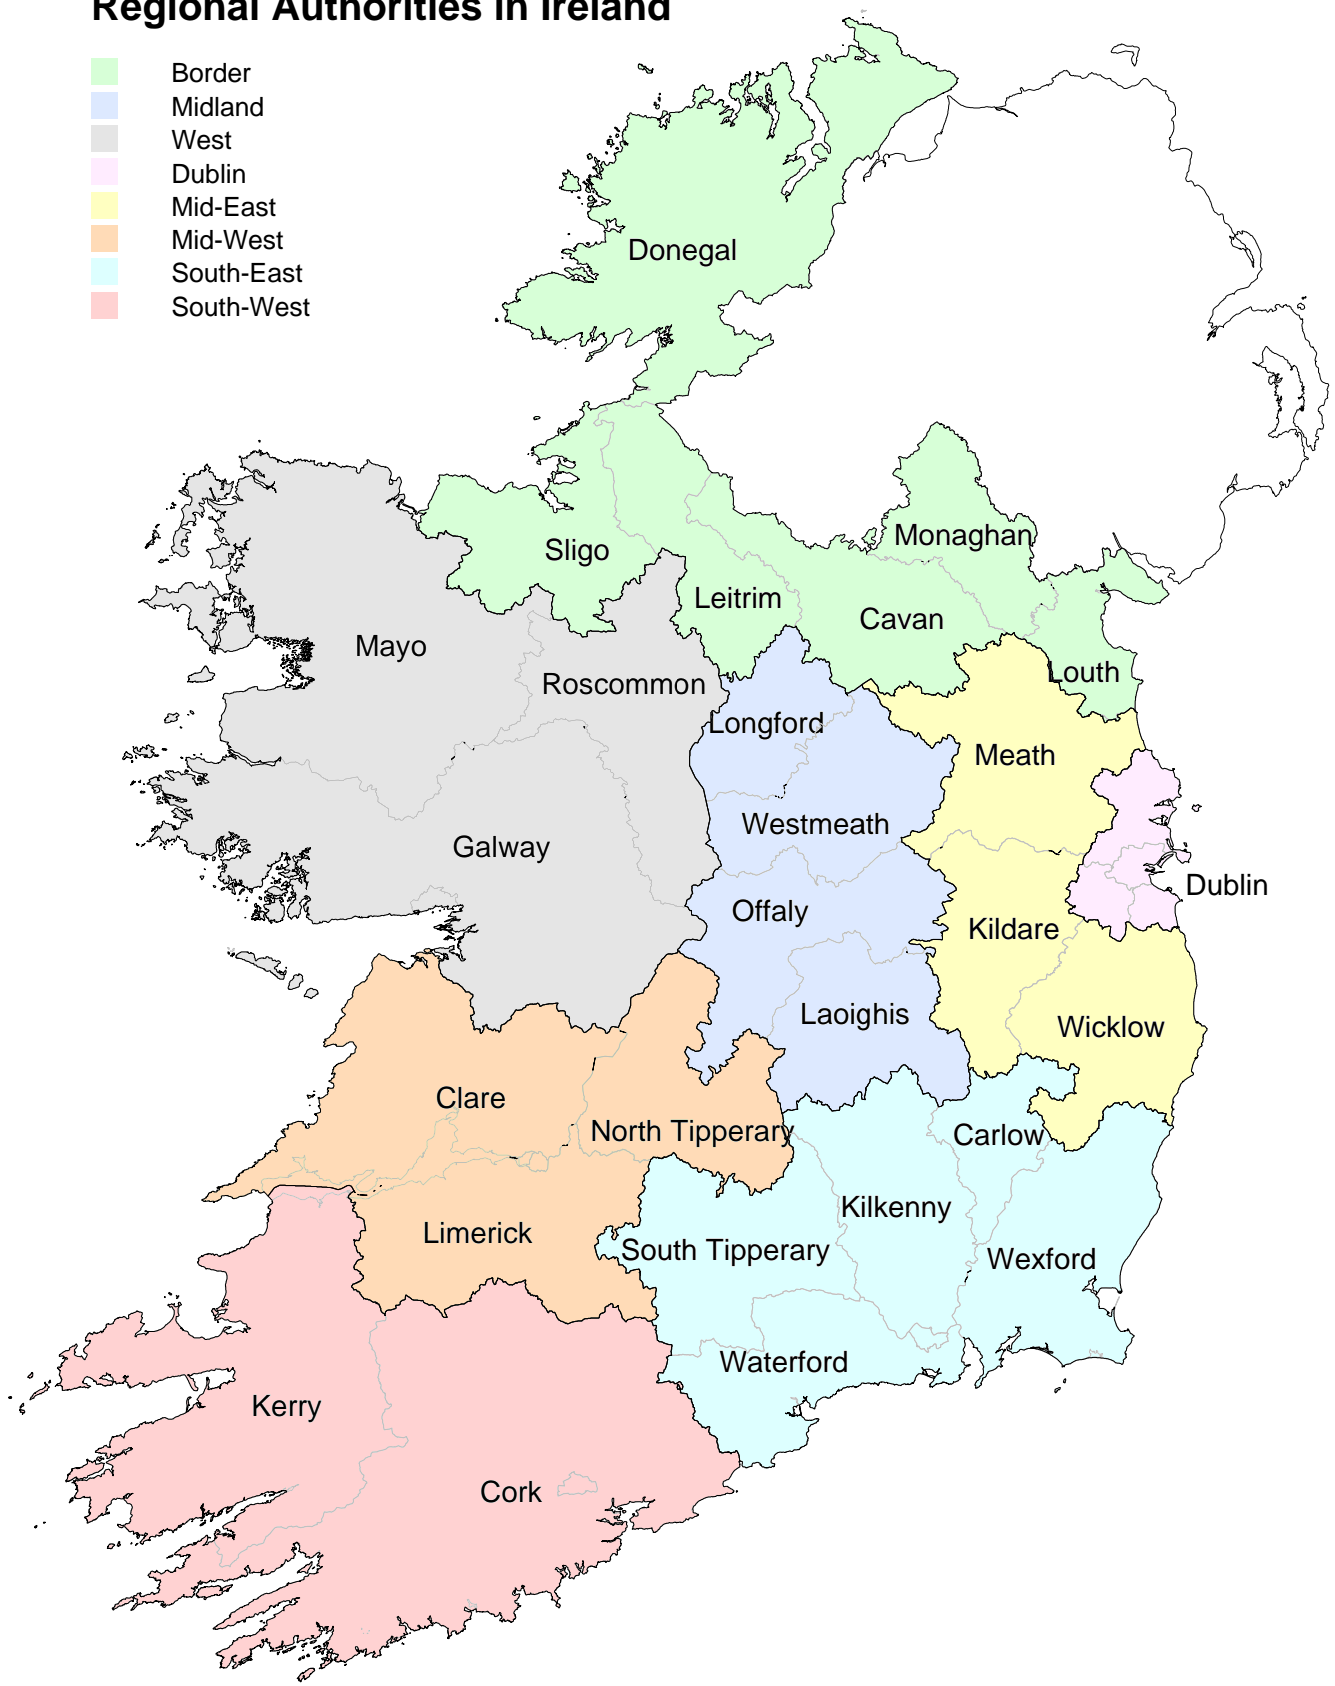 Regional Authorities in Ireland
Border
Midland
West
Dublin
Mid-East
Mid-West
South-East
South-West
Donegal
Monaghan
Sligo
Leitrim
Cavan
Mayo
Louth
Roscommon
Longford
Meath
Westmeath
Galway
Dublin
Offaly
Kildare
Laoighis
Wicklow
Clare
North Tipperary
Carlow
Kilkenny
Limerick
South Tipperary
Wexford
Waterford
Kerry
Cork